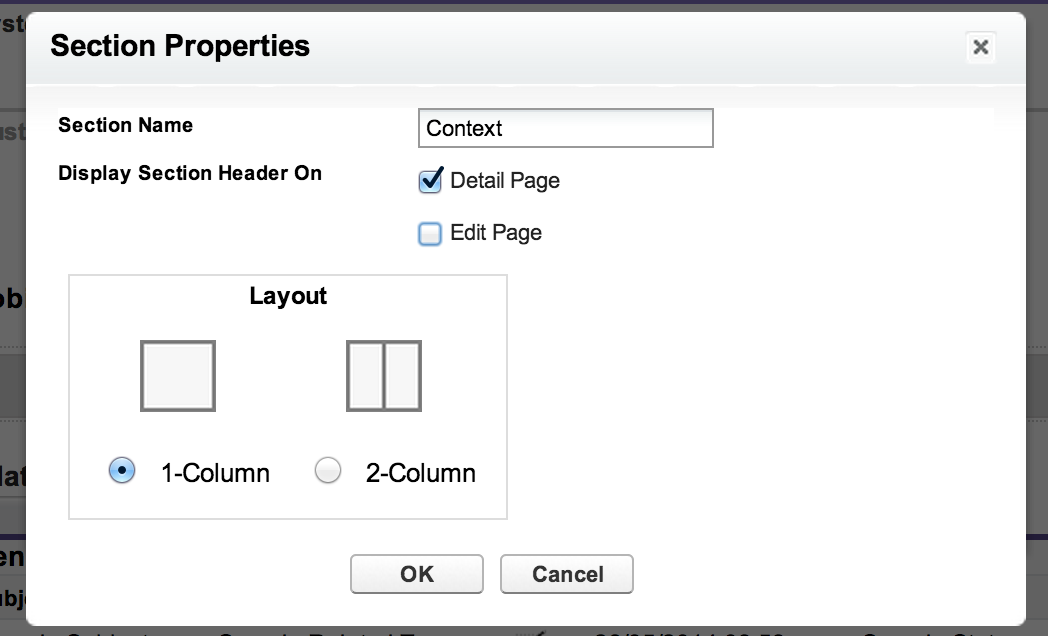 Section Properties
Section Name
Context
Display Section Header On
Detail Page
Edit Page
Layout
1-Column
2-Column
OK
Cancel